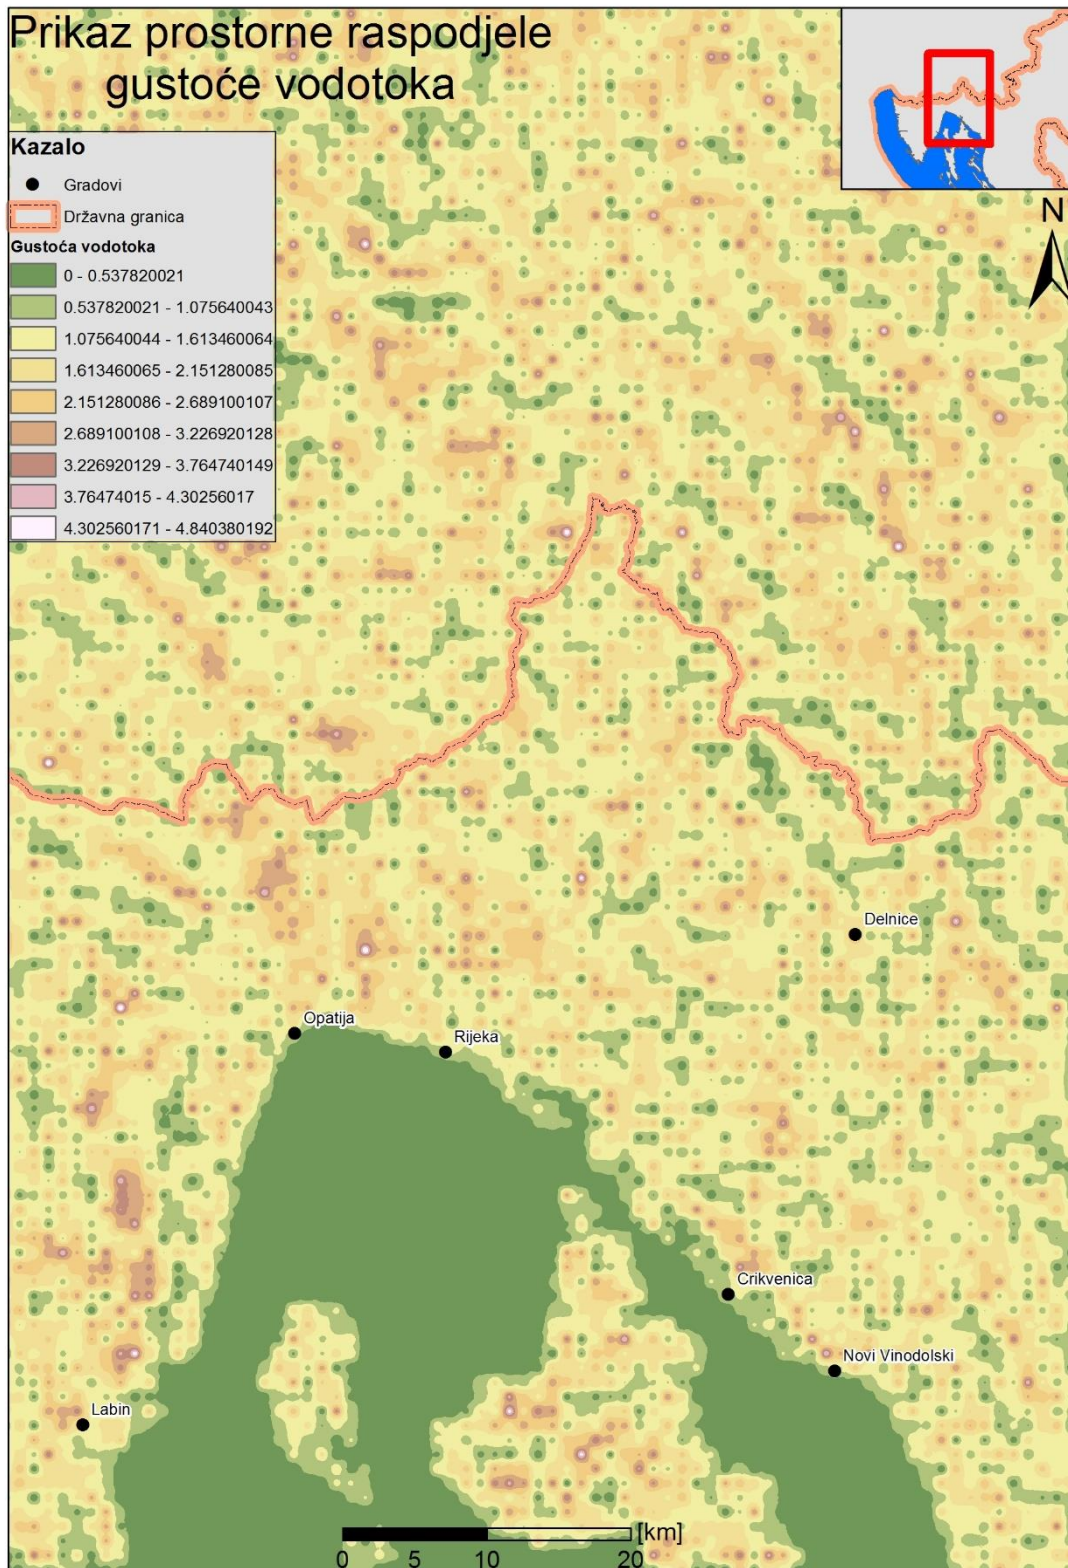 Prikaz prostorne raspodjele
gustoće vodotoka
Kazalo
Gradovi
Državna granica
Gustoća vodotoka
0 - 0.537820021
0.537820021 - 1.075640043
1.075640044 - 1.613460064
1.613460065 - 2.151280085
2.151280086 - 2.689100107
2.689100108 - 3.226920128
3.226920129 - 3.764740149
3.76474015 - 4.30256017
4.302560171 - 4.840380192
N
Delnice
Opatija
Rijeka
Crikvenica
Novi Vinodolski
Labin
[km]
0 5 10 20